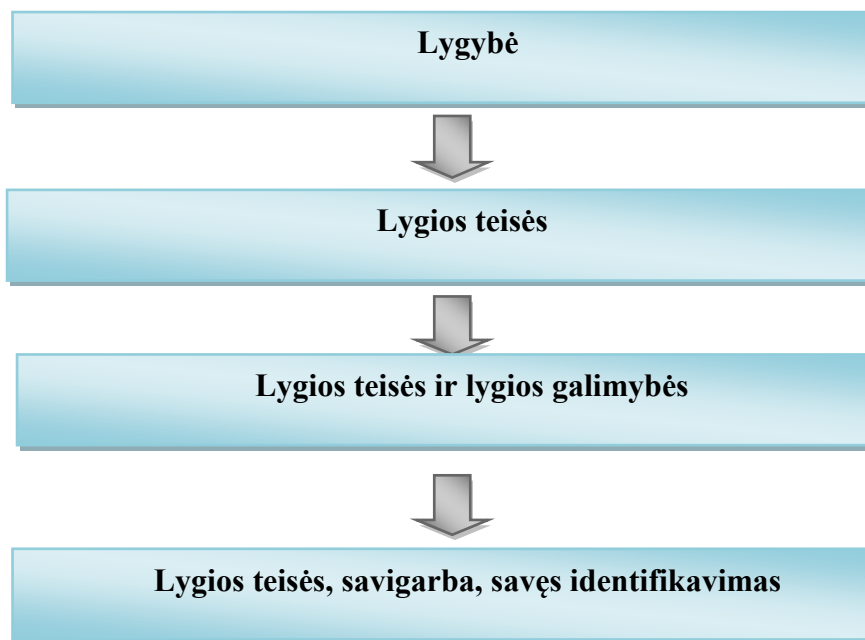 Lygybė
Lygios teisės
Lygios teisės ir lygios galimybės
Lygios teisės, savigarba, savęs identifikavimas